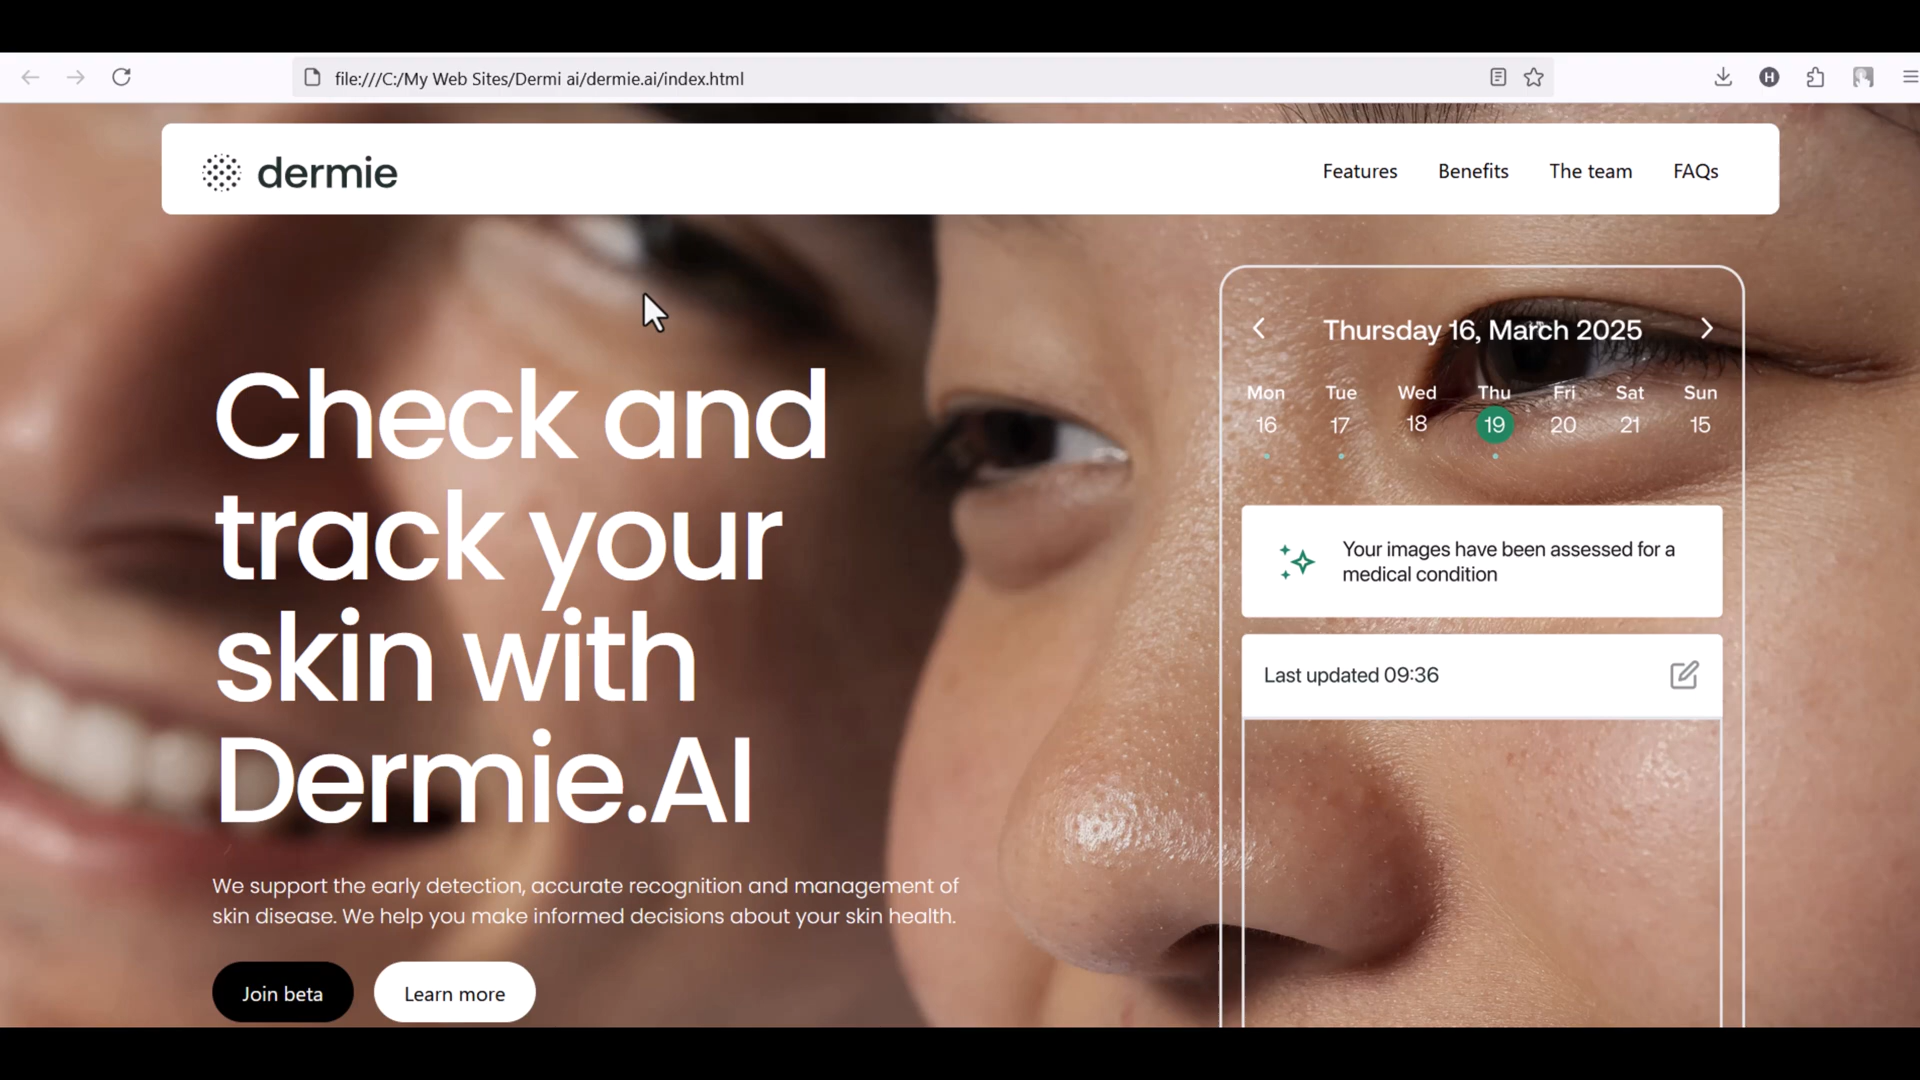 file:///C:/My Web Sites/Dermi ai/dermie.ai/index.html
H
dermie
Features Benefits The team FAQs
Check and
track your
skin with
Dermie.AI
We support the early detection, accurate recognition and management of
skin disease. We help you make informed decisions about your skin health.
Join beta Learn more
Thursday 16, March 2025
Mon Tue Wed Thu Fri Sat Sun
16 17 18 19 20 21 15
Your images have been assessed for a
medical condition
Last updated 09:36